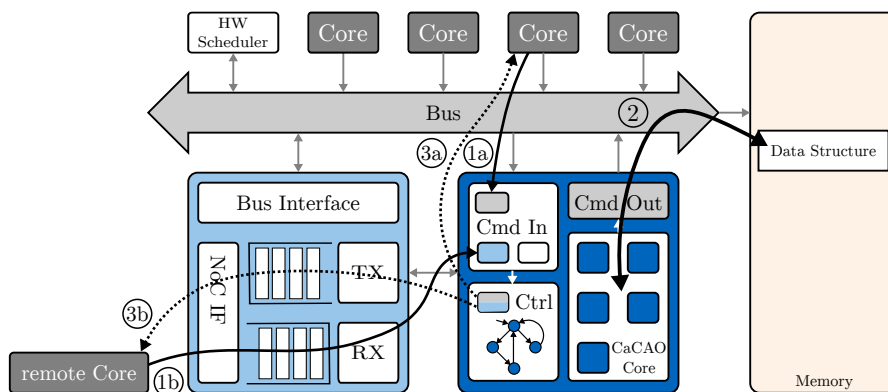 HW
Scheduler
Core
Core
Core
Core
Bus
2
3a
1a
Data Structure
Bus Interface
Cmd In
Cmd Out
NoC IF
TX
RX
Ctrl
CaCAO
Core
3b
remote Core
1b
Memory